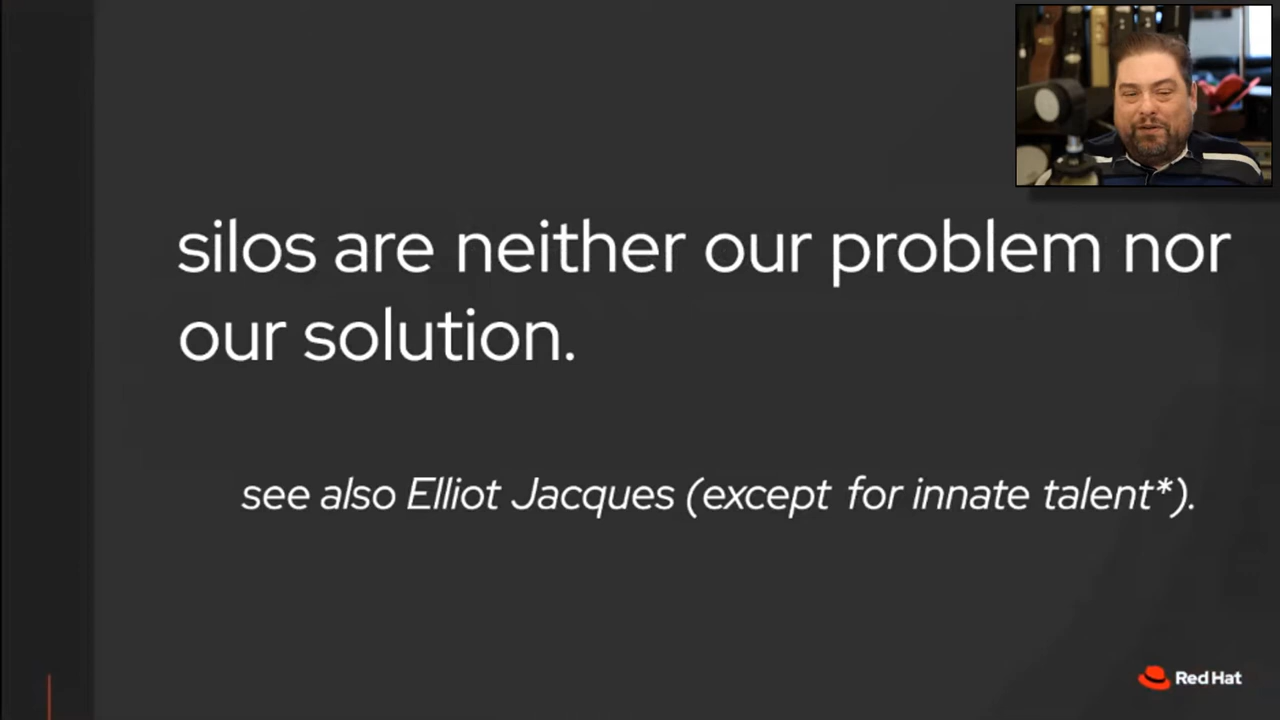 silos are neither our problem nor
our solution.
see also Elliot Jacques (except for innate talent*).
Red Hat